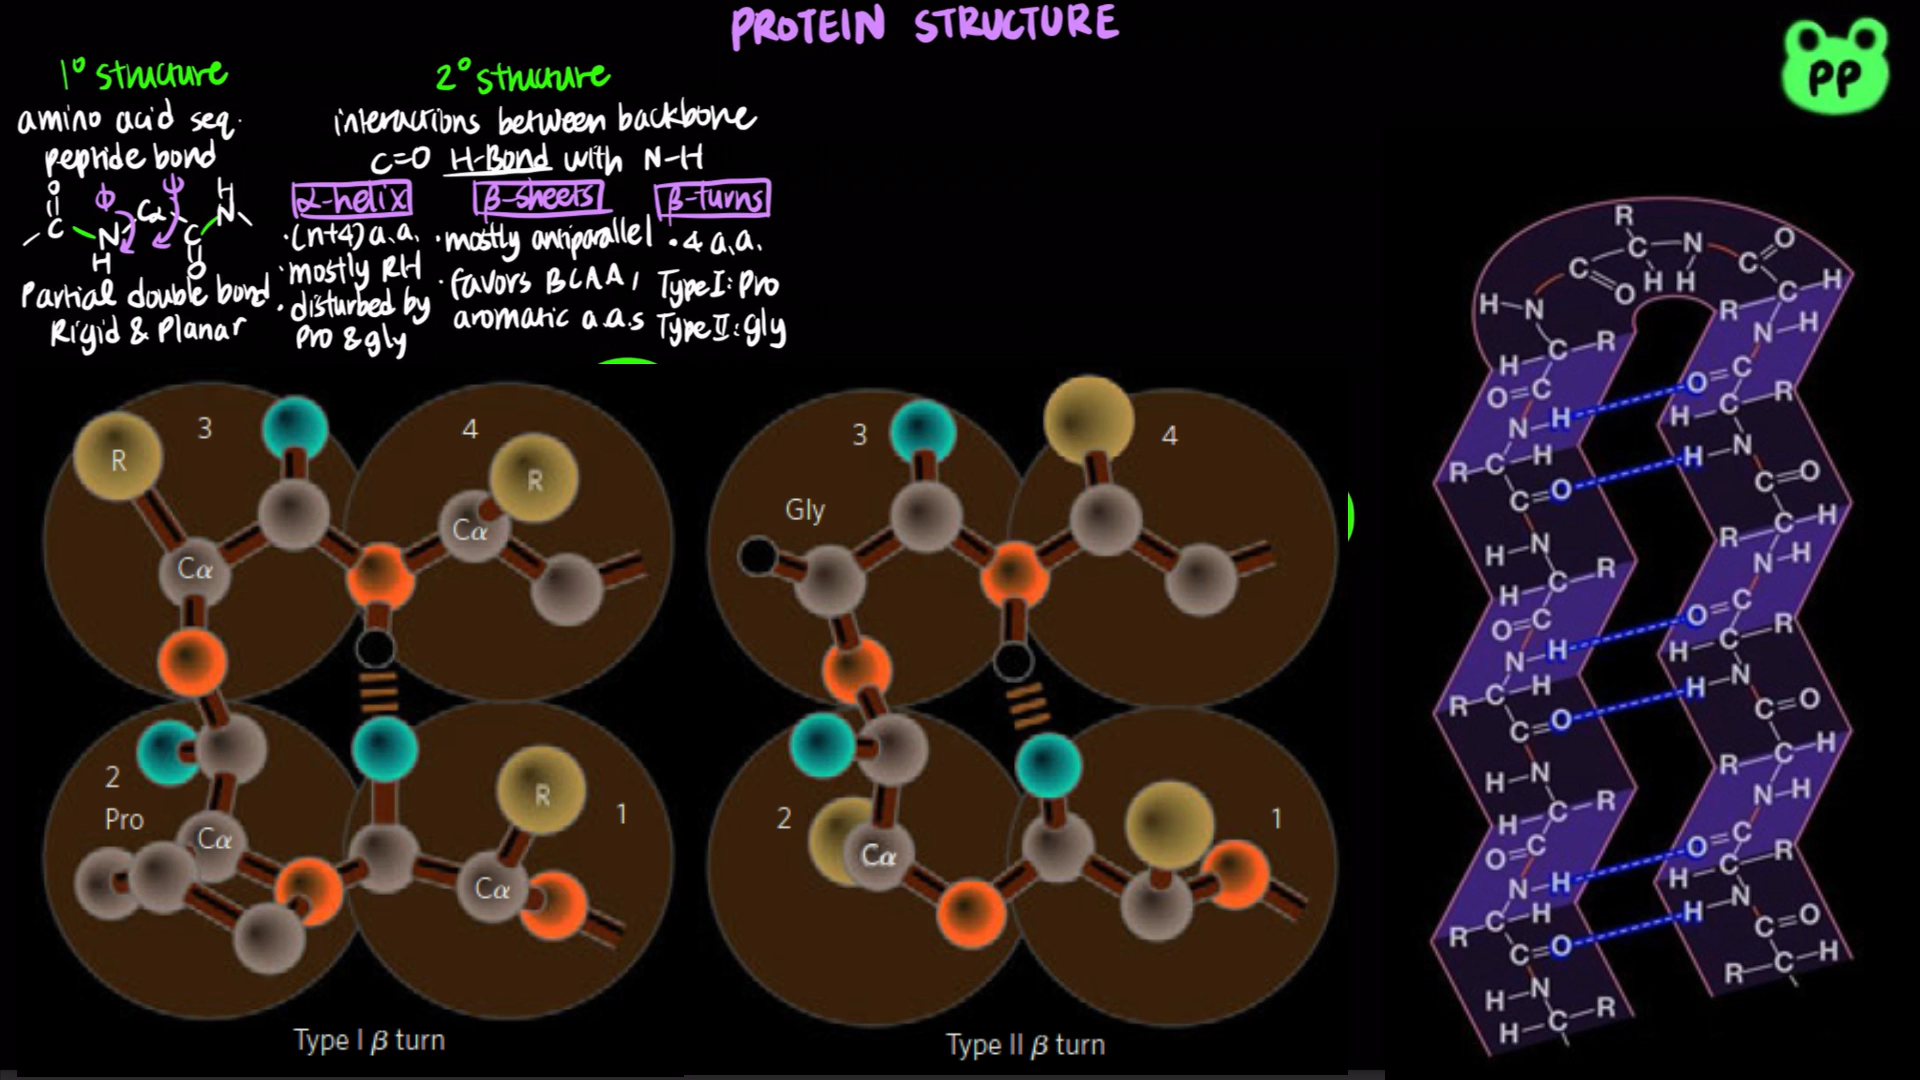 PROTEIN STRUCTURE
PP
1° structure
amino acid seq.
peptide bond
O
C
N
H
Φ
Cα
Ψ
C
O
H
N
Partial double bond
Rigid & Planar
2° structure
interactions between backbone
C=O H-Bond with N-H
α-helix
·(n+4) a.a.
·mostly RH
·disturbed by
Pro & gly
β-sheets
·mostly antiparallel
·favors BCAA,
aromatic a.a.s
β-turns
·4 a.a.
Type I: Pro
Type II: Gly
R
3
4
R
Cα
Cα
2
Pro
Cα
R
1
Cα
Type I β turn
3
4
Gly
2
1
Cα
Type II β turn
R
C-N
C=O
H H
C=O
H
H-N
C
R
N-H
C-R
H
O=C
O=C
R
N-H
H-C
R-C-H
H-N
C=O
C=O
H-N
C-H
R
C-R
N-H
H
O=C
O=C
R
N-H
H-C
R-C-H
H-N
C=O
C=O
H-N
C-H
R
C-R
N-H
H
O=C
O=C
R
N-H
H-C
R-C-H
H-N
C=O
C=O
H-N
R-C-H
H-C-R